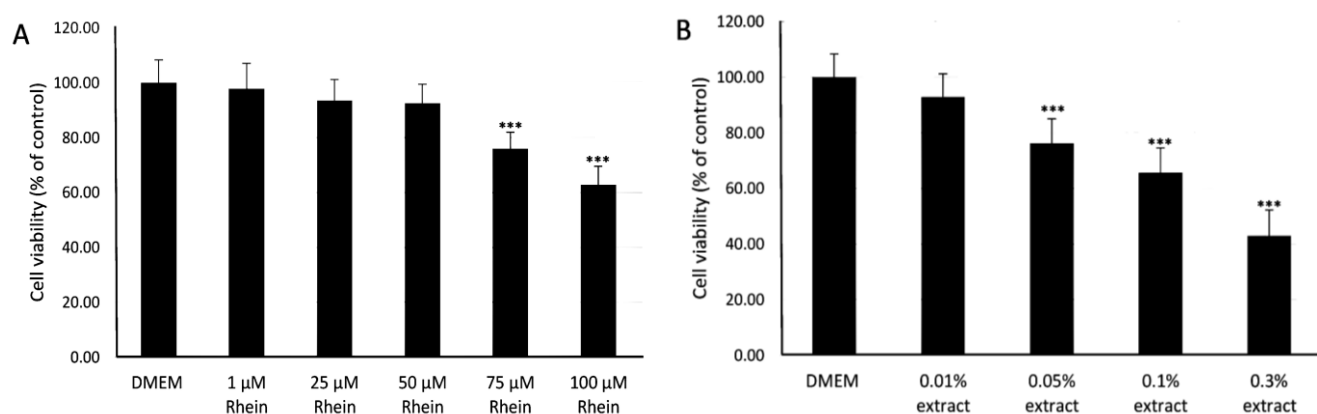 A
Cell viability (% of control)
120.00
100.00
80.00
60.00
40.00
20.00
0.00
***
***
DMEM 1 µM 25 µM 50 µM 75 µM 100 µM
Rhein Rhein Rhein Rhein Rhein
B
Cell viability (% of control)
120.00
100.00
80.00
60.00
40.00
20.00
0.00
***
***
***
DMEM 0.01% 0.05% 0.1% 0.3%
extract extract extract extract